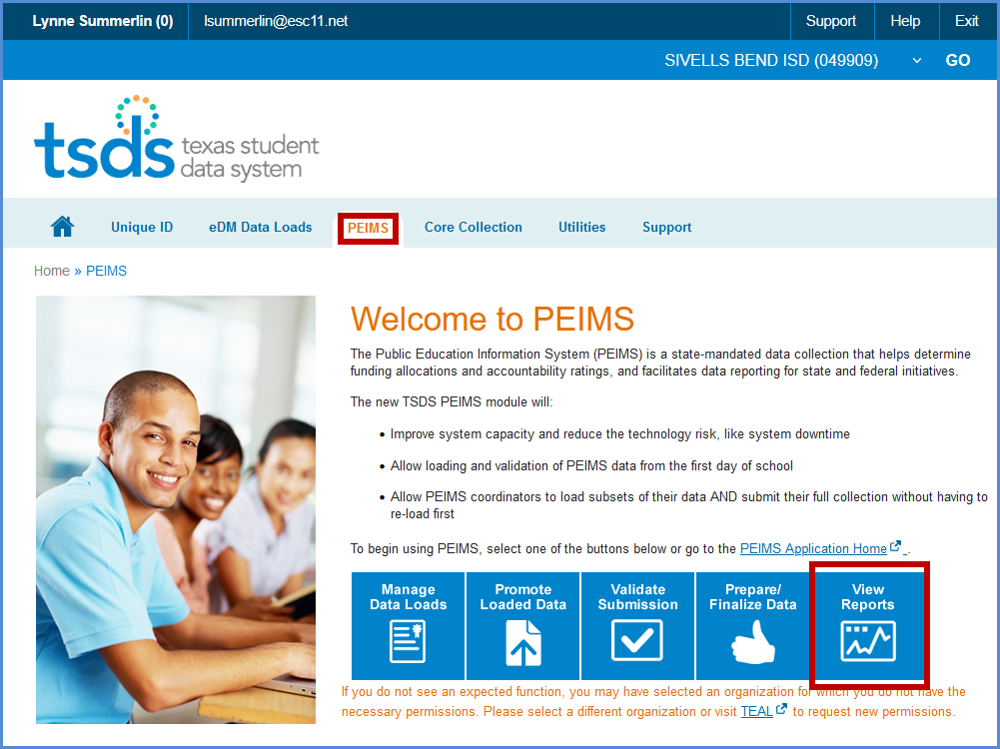 Lynne Summerlin (0) lsummerlin@esc11.net Support Help Exit
SIVELLS BEND ISD (049909) GO
tsds texas student
data system
Unique ID eDM Data Loads PEIMS Core Collection Utilities Support
Home » PEIMS
Welcome to PEIMS
The Public Education Information System (PEIMS) is a state-mandated data collection that helps determine
funding allocations and accountability ratings, and facilitates data reporting for state and federal initiatives.
The new TSDS PEIMS module will:
• Improve system capacity and reduce the technology risk, like system downtime
• Allow loading and validation of PEIMS data from the first day of school
• Allow PEIMS coordinators to load subsets of their data AND submit their full collection without having to
re-load first
To begin using PEIMS, select one of the buttons below or go to the PEIMS Application Home .
Manage
Data Loads
Promote
Loaded Data
Validate
Submission
Prepare/
Finalize Data
View
Reports
If you do not see an expected function, you may have selected an organization for which you do not have the
necessary permissions. Please select a different organization or visit TEAL to request new permissions.